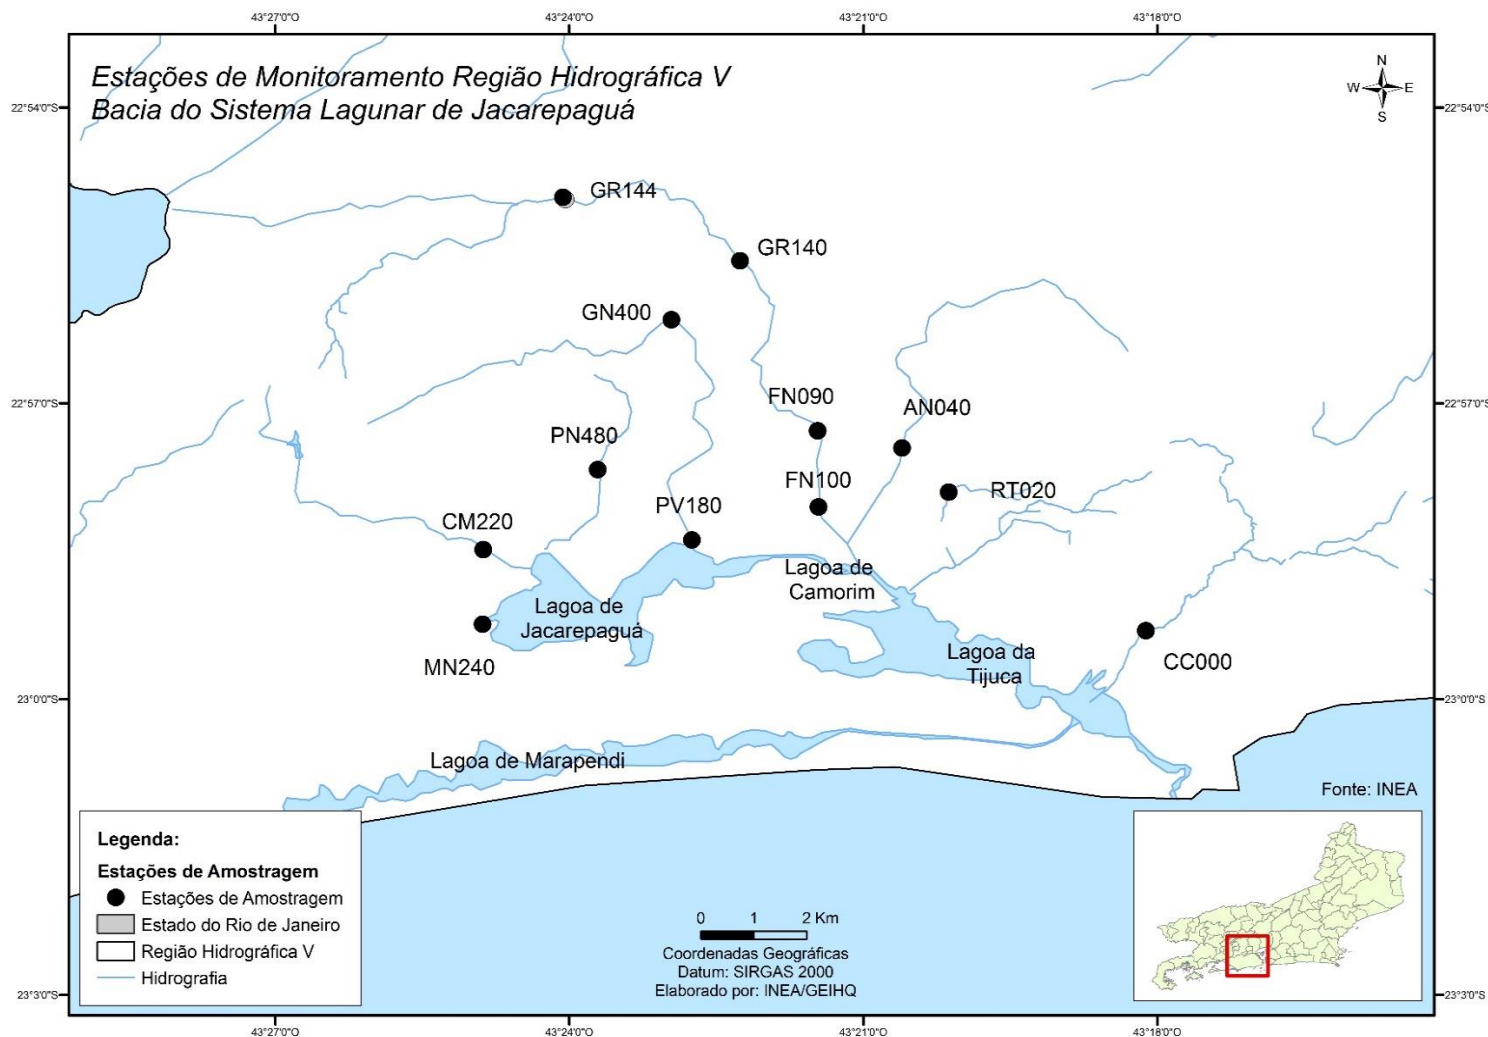 43°27'0"O 43°24'0"O 43°21'0"O 43°18'0"O
Estações de Monitoramento Região Hidrográfica V
Bacia do Sistema Lagunar de Jacarepaguá
N
W E
S
22°54'0"S 22°54'0"S
GR144
GR140
GN400
22°57'0"S 22°57'0"S
FN090
AN040
PN480
FN100
RT020
PV180
CM220
Lagoa de
Camorim
Lagoa de
Jacarepaguá
MN240
Lagoa da
Tijuca
CC000
23°0'0"S 23°0'0"S
Lagoa de Marapendi
Fonte: INEA
Legenda:
Estações de Amostragem
Estações de Amostragem
Estado do Rio de Janeiro
Região Hidrográfica V
Hidrografia
0 1 2 Km
Coordenadas Geográficas
Datum: SIRGAS 2000
Elaborado por: INEA/GEIHQ
23°3'0"S 23°3'0"S
43°27'0"O 43°24'0"O 43°21'0"O 43°18'0"O